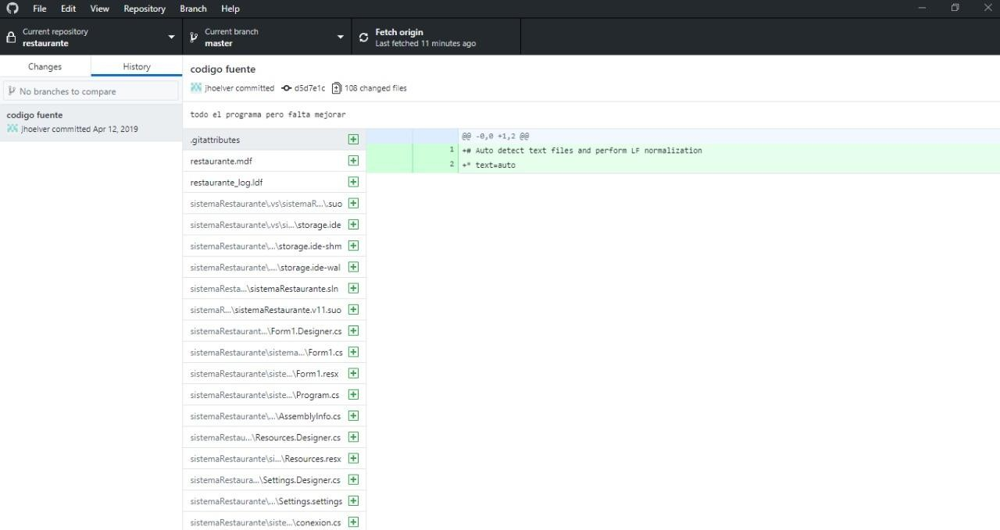 File Edit View Repository Branch Help
Current repository
restaurante
Current branch
master
Fetch origin
Last fetched 11 minutes ago
Changes
History
No branches to compare
codigo fuente
jhoelver committed Apr 12, 2019
codigo fuente
jhoelver committed d5d7e1c 108 changed files
todo el programa pero falta mejorar
.gitattributes
restaurante.mdf
restaurante_log.ldf
sistemaRestaurante\.vs\sistemaR...\.suo
sistemaRestaurante\.vs\si...\storage.ide
sistemaRestaurante\...\storage.ide-shm
sistemaRestaurante\....\storage.ide-wal
sistemaResta...\sistemaRestaurante.sln
sistemaR...\sistemaRestaurante.v11.suo
sistemaRestaurant...\Form1.Designer.cs
sistemaRestaurante\sistema...\Form1.cs
sistemaRestaurante\siste...\Form1.resx
sistemaRestaurante\siste...\Program.cs
sistemaRestaurante\...\AssemblyInfo.cs
sistemaRestau...\Resources.Designer.cs
sistemaRestaurante\si...\Resources.resx
sistemaRestaura...\Settings.Designer.cs
sistemaRestaurante\...\Settings.settings
sistemaRestaurante\siste...\conexion.cs
@@ -0,0 +1,2 @@
1 +# Auto detect text files and perform LF normalization
2 +* text=auto